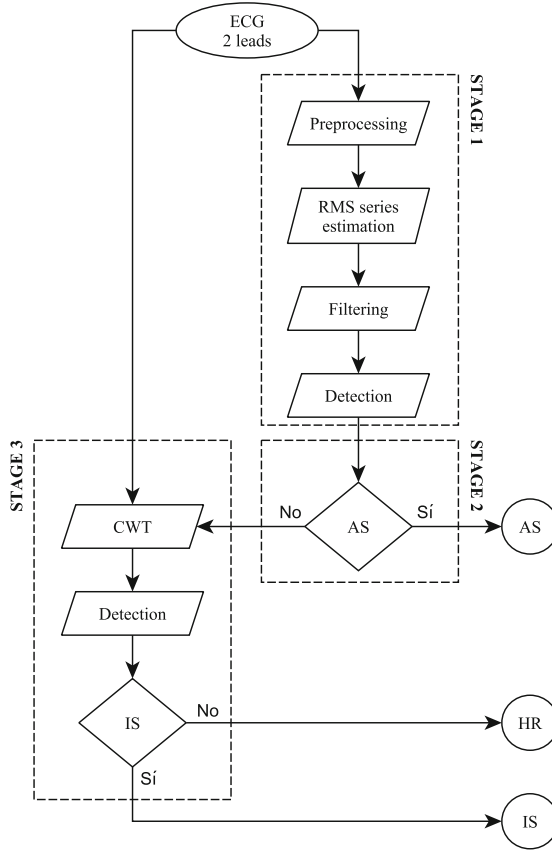 ECG
2 leads
STAGE 1
Preprocessing
RMS series
estimation
Filtering
Detection
STAGE 2
AS
No
Sí
AS
STAGE 3
CWT
Detection
IS
No
HR
Sí
IS